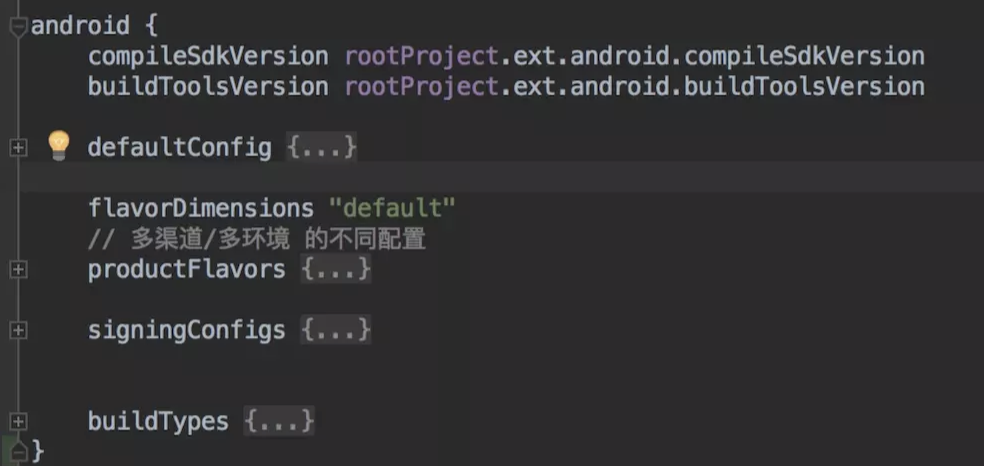 android {
compileSdkVersion rootProject.ext.android.compileSdkVersion
buildToolsVersion rootProject.ext.android.buildToolsVersion
defaultConfig {...}
flavorDimensions "default"
// 多渠道/多环境 的不同配置
productFlavors {...}
signingConfigs {...}
buildTypes {...}
}